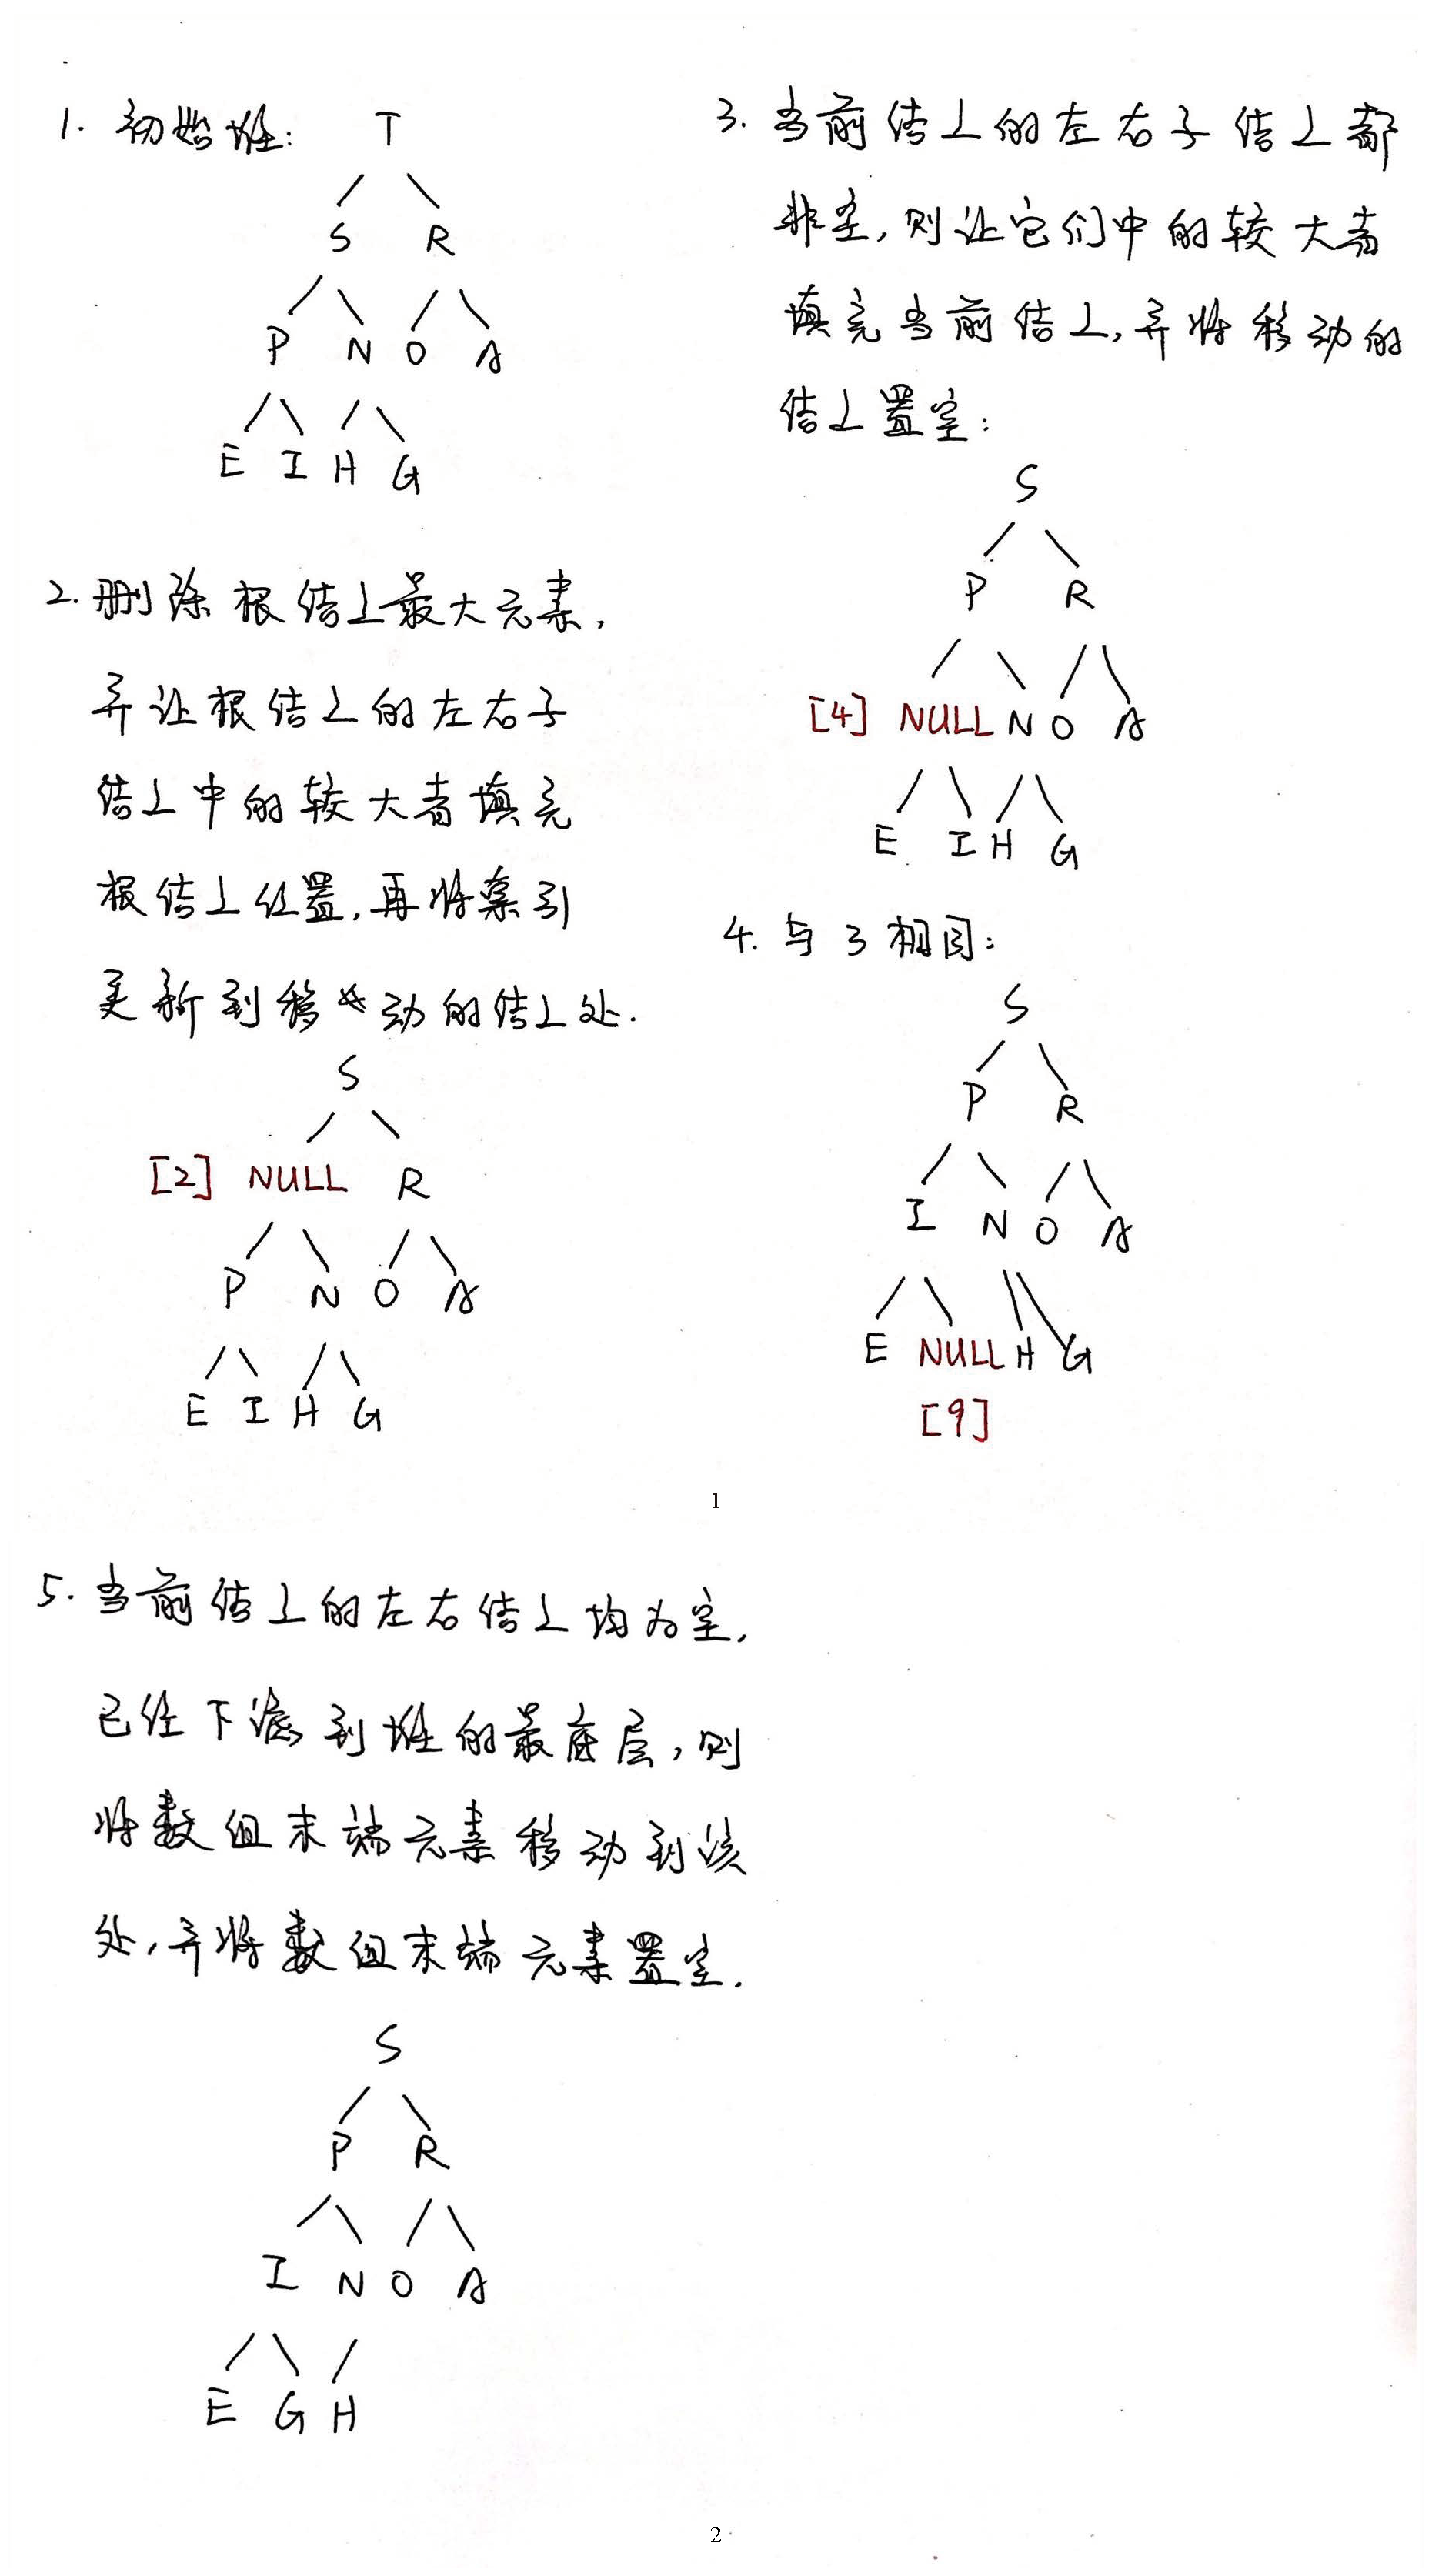 1. 初始堆:
T
S R
P N O A
E I H G
2. 删除根结点最大元素,
并让根结点的左右子
结点中的较大者填充
根结点位置,再将索引
更新到移动的结点处.
S
[2] NULL R
P N O A
E I H G
3. 当前结点的左右子结点都
非空,则让它们中的较大者
填充当前结点,并将移动的
结点置空:
S
P R
[4] NULL N O A
E I H G
4. 与3相同:
S
P R
I N O A
E NULL H G
[9]
1
5. 当前结点的左右结点均为空,
已经下滤到堆的最底层,则
将数组末端元素移动到该
处,并将数组末端元素置空.
S
P R
I N O A
E G H
2